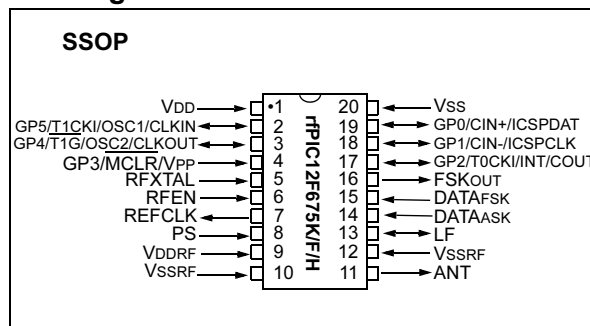 SSOP
VDD
•1
20
VSS
GP5/T1CKI/OSC1/CLKIN
2
19
GP0/CIN+/ICSPDAT
GP4/T1G/OSC2/CLKOUT
3
18
GP1/CIN-/ICSPCLK
GP3/MCLR/VPP
4
17
GP2/T0CKI/INT/COUT
RFXTAL
5
16
FSKOUT
RFEN
6
15
DATAFSK
REFCLK
7
14
DATAASK
PS
8
13
LF
VDDRF
9
12
VSSRF
VSSRF
10
11
ANT
rfPIC12F675K/F/H